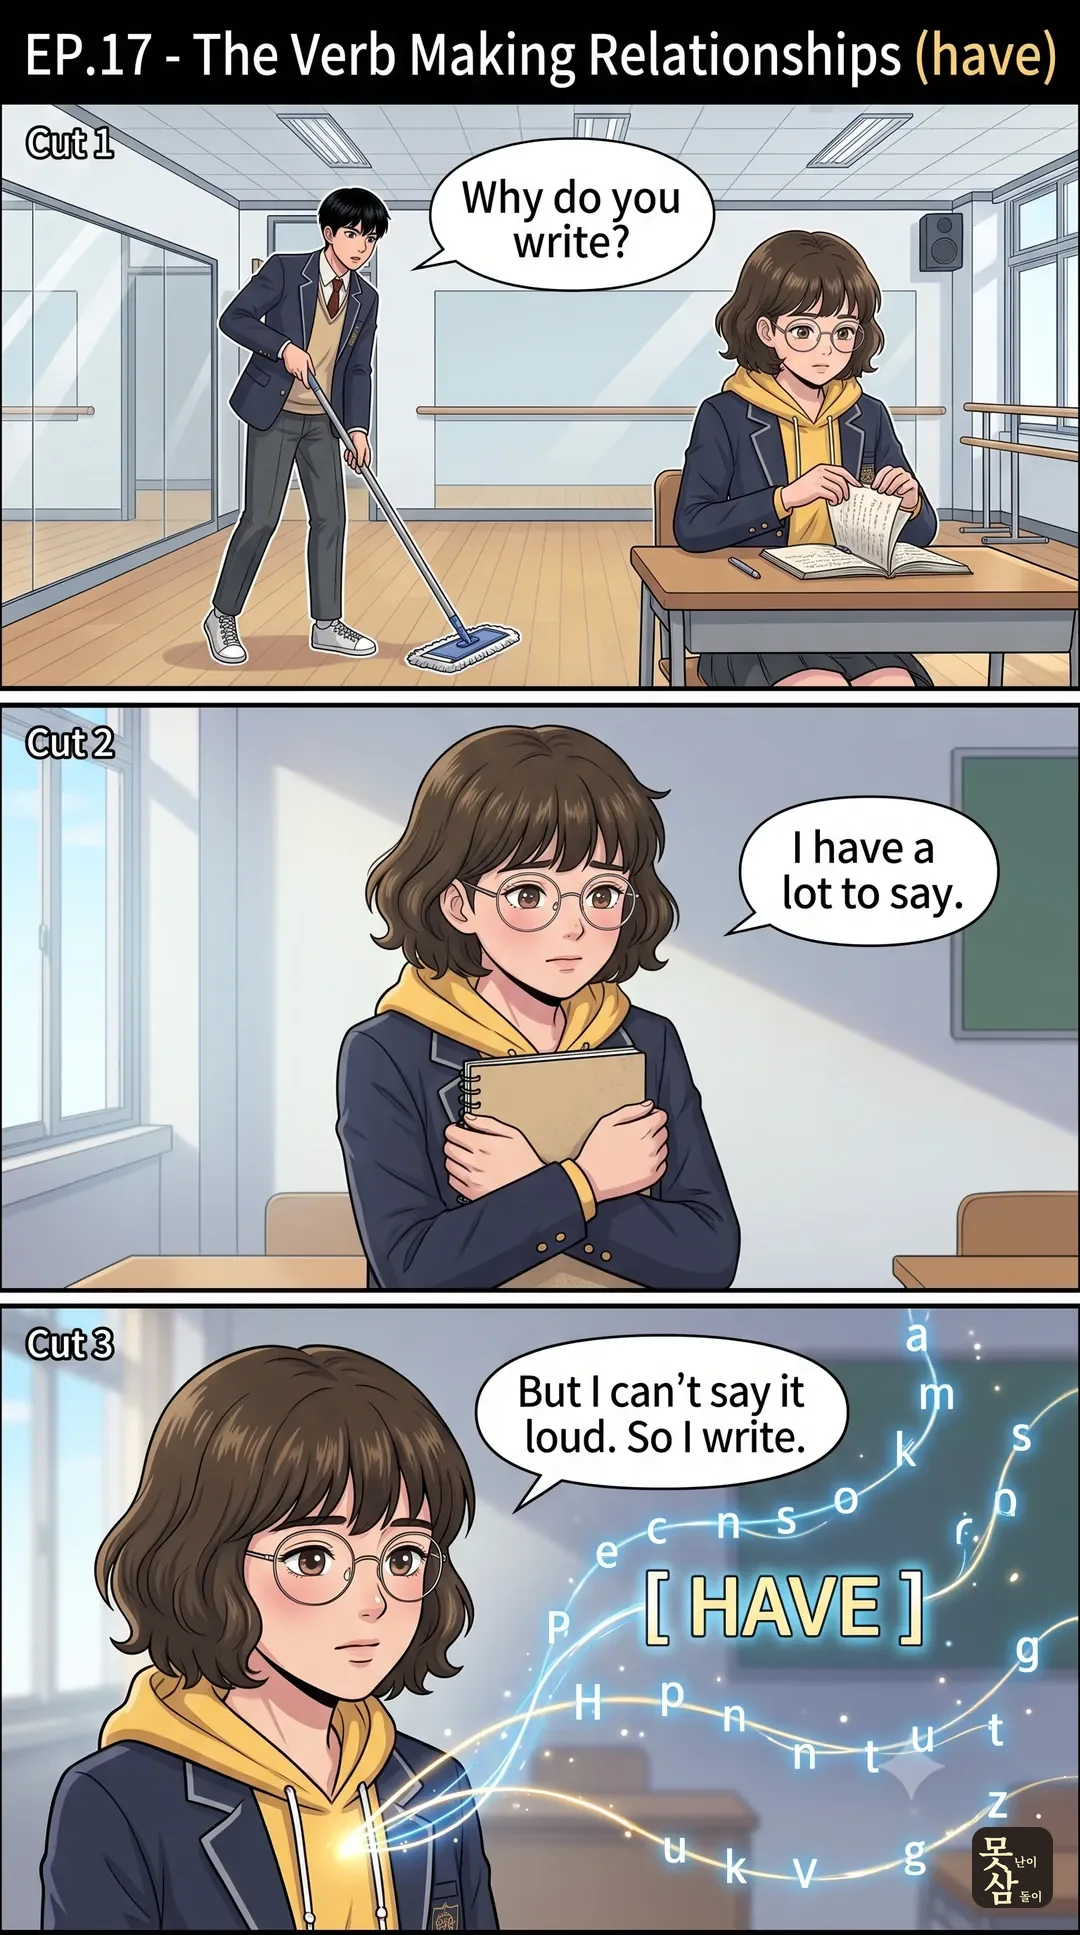 EP.17 - The Verb Making Relationships (have)
Cut 1
Why do you
write?
Cut 2
I have a
lot to say.
Cut 3
But I can't say it
loud. So I write.
a
m
k
o
s
n
c
e
P
s
p
r
[ HAVE ]
H
p
n
n
t
u
t
g
z
u
k
v
g
못난이
삼돌이